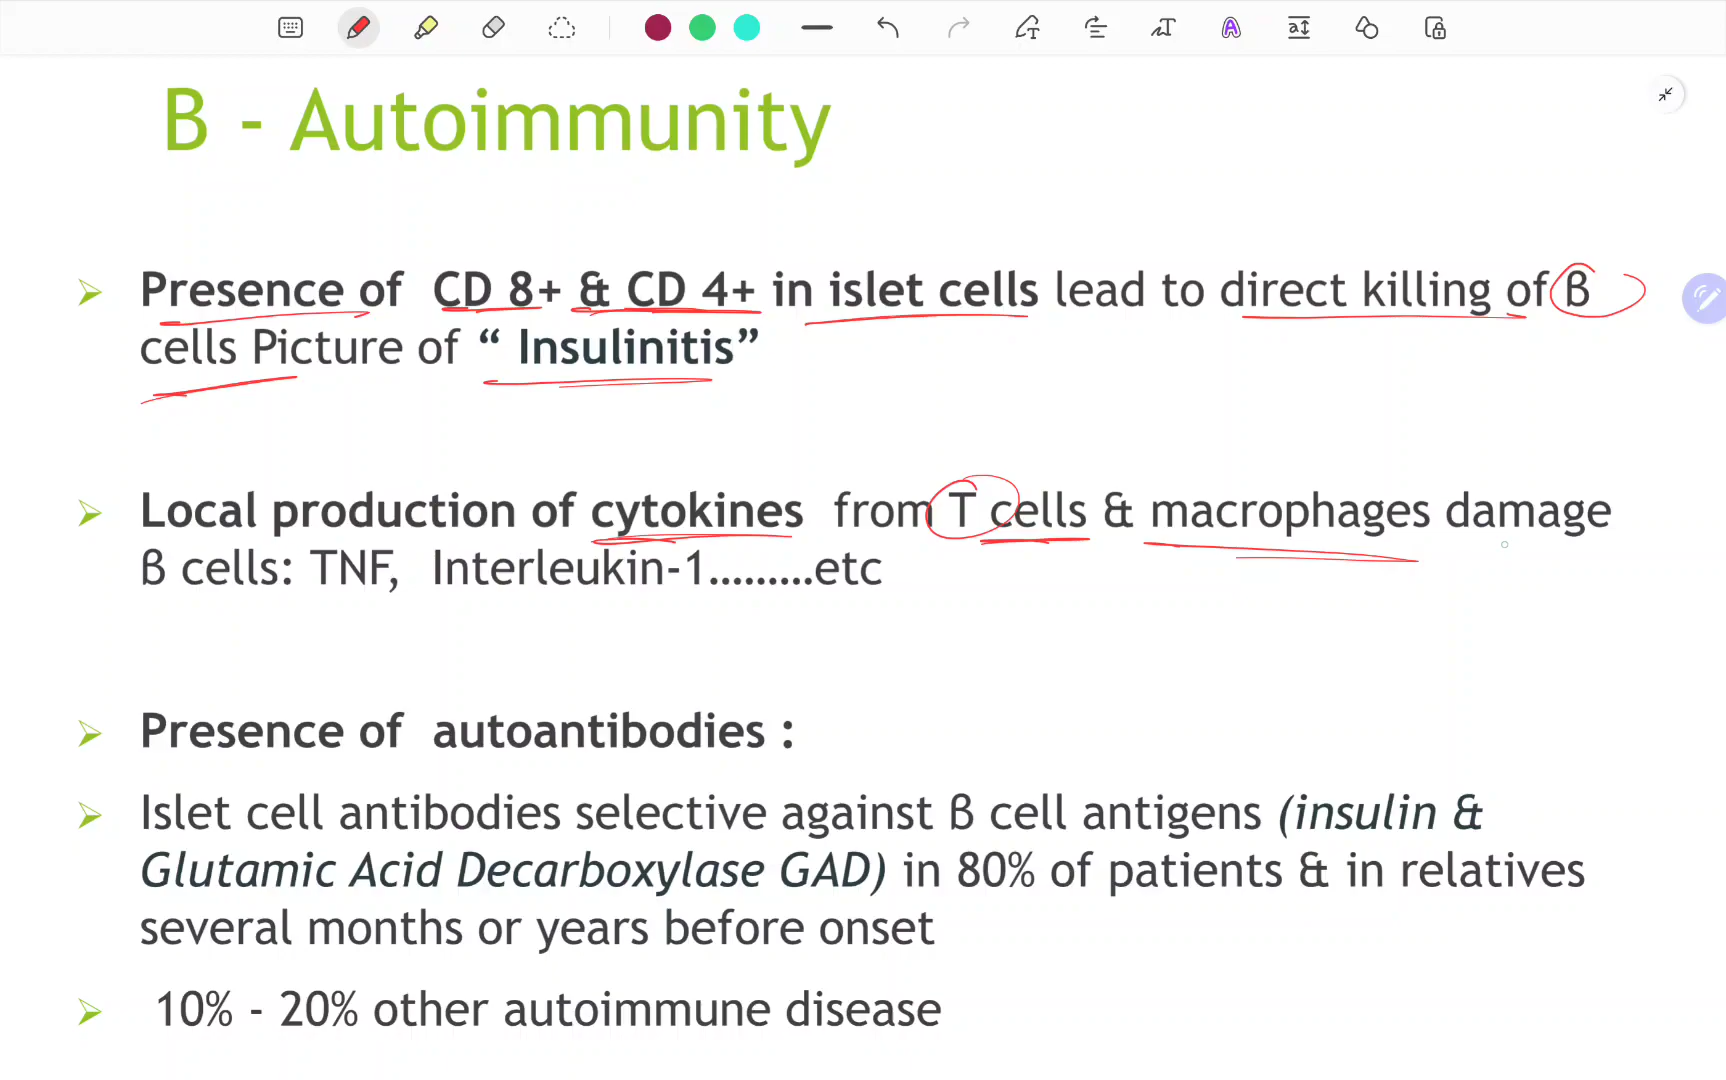 B - Autoimmunity
Presence of CD 8+ & CD 4+ in islet cells lead to direct killing of ß
cells Picture of “ Insulinitis”
Local production of cytokines from T cells & macrophages damage
ß cells: TNF, Interleukin-1.........etc
Presence of autoantibodies :
Islet cell antibodies selective against ß cell antigens (insulin &
Glutamic Acid Decarboxylase GAD) in 80% of patients & in relatives
several months or years before onset
10% - 20% other autoimmune disease